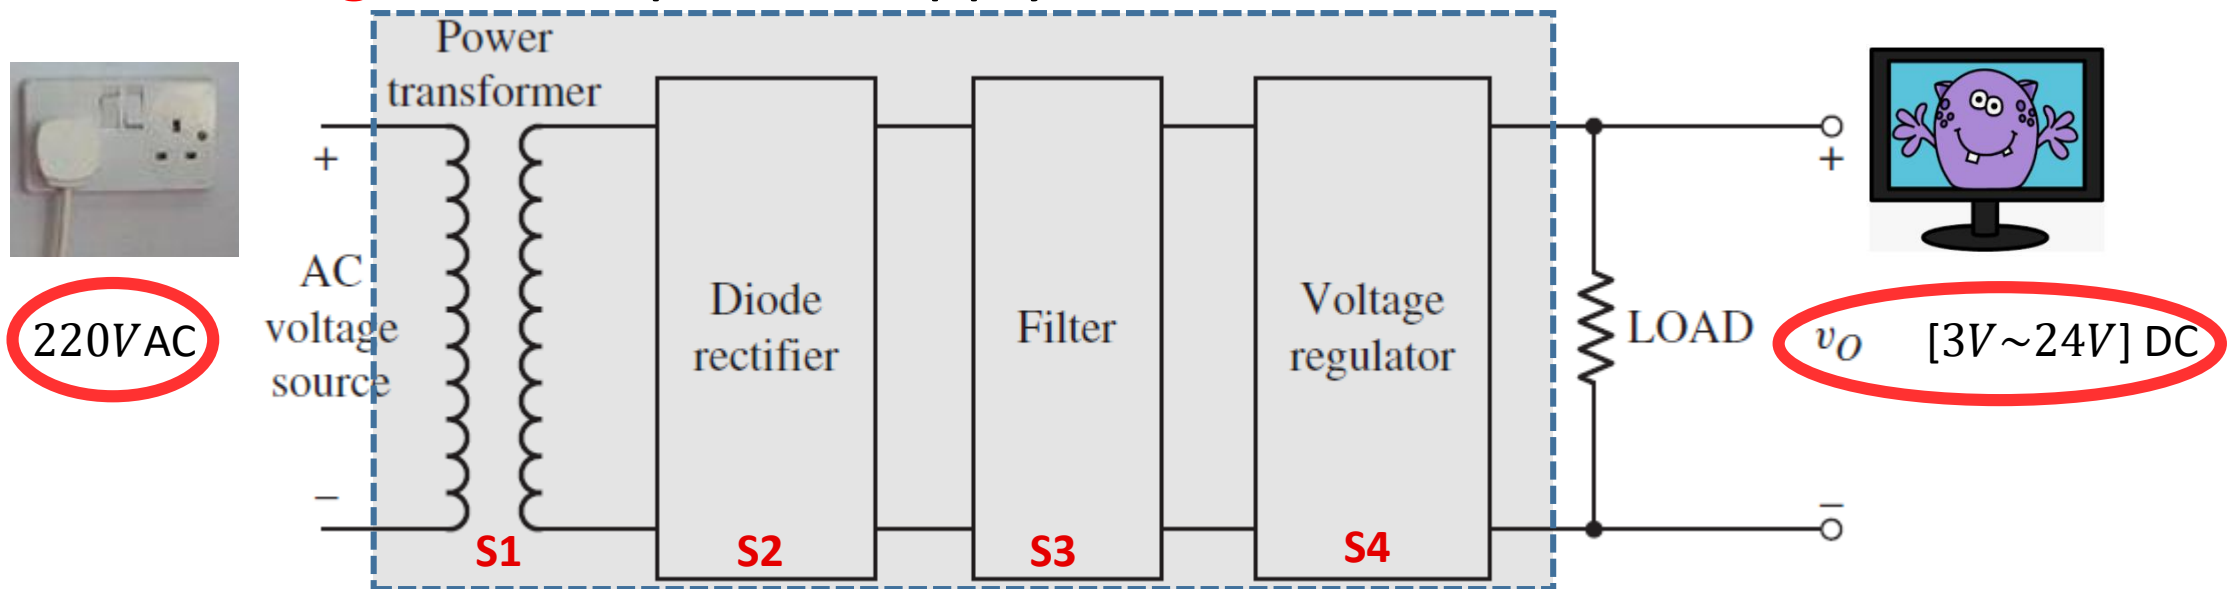 Power
transformer
+
−
AC
voltage
source
220V AC
Diode
rectifier
Filter
Voltage
regulator
LOAD
+
−
v_O [3V~24V] DC
S1
S2
S3
S4